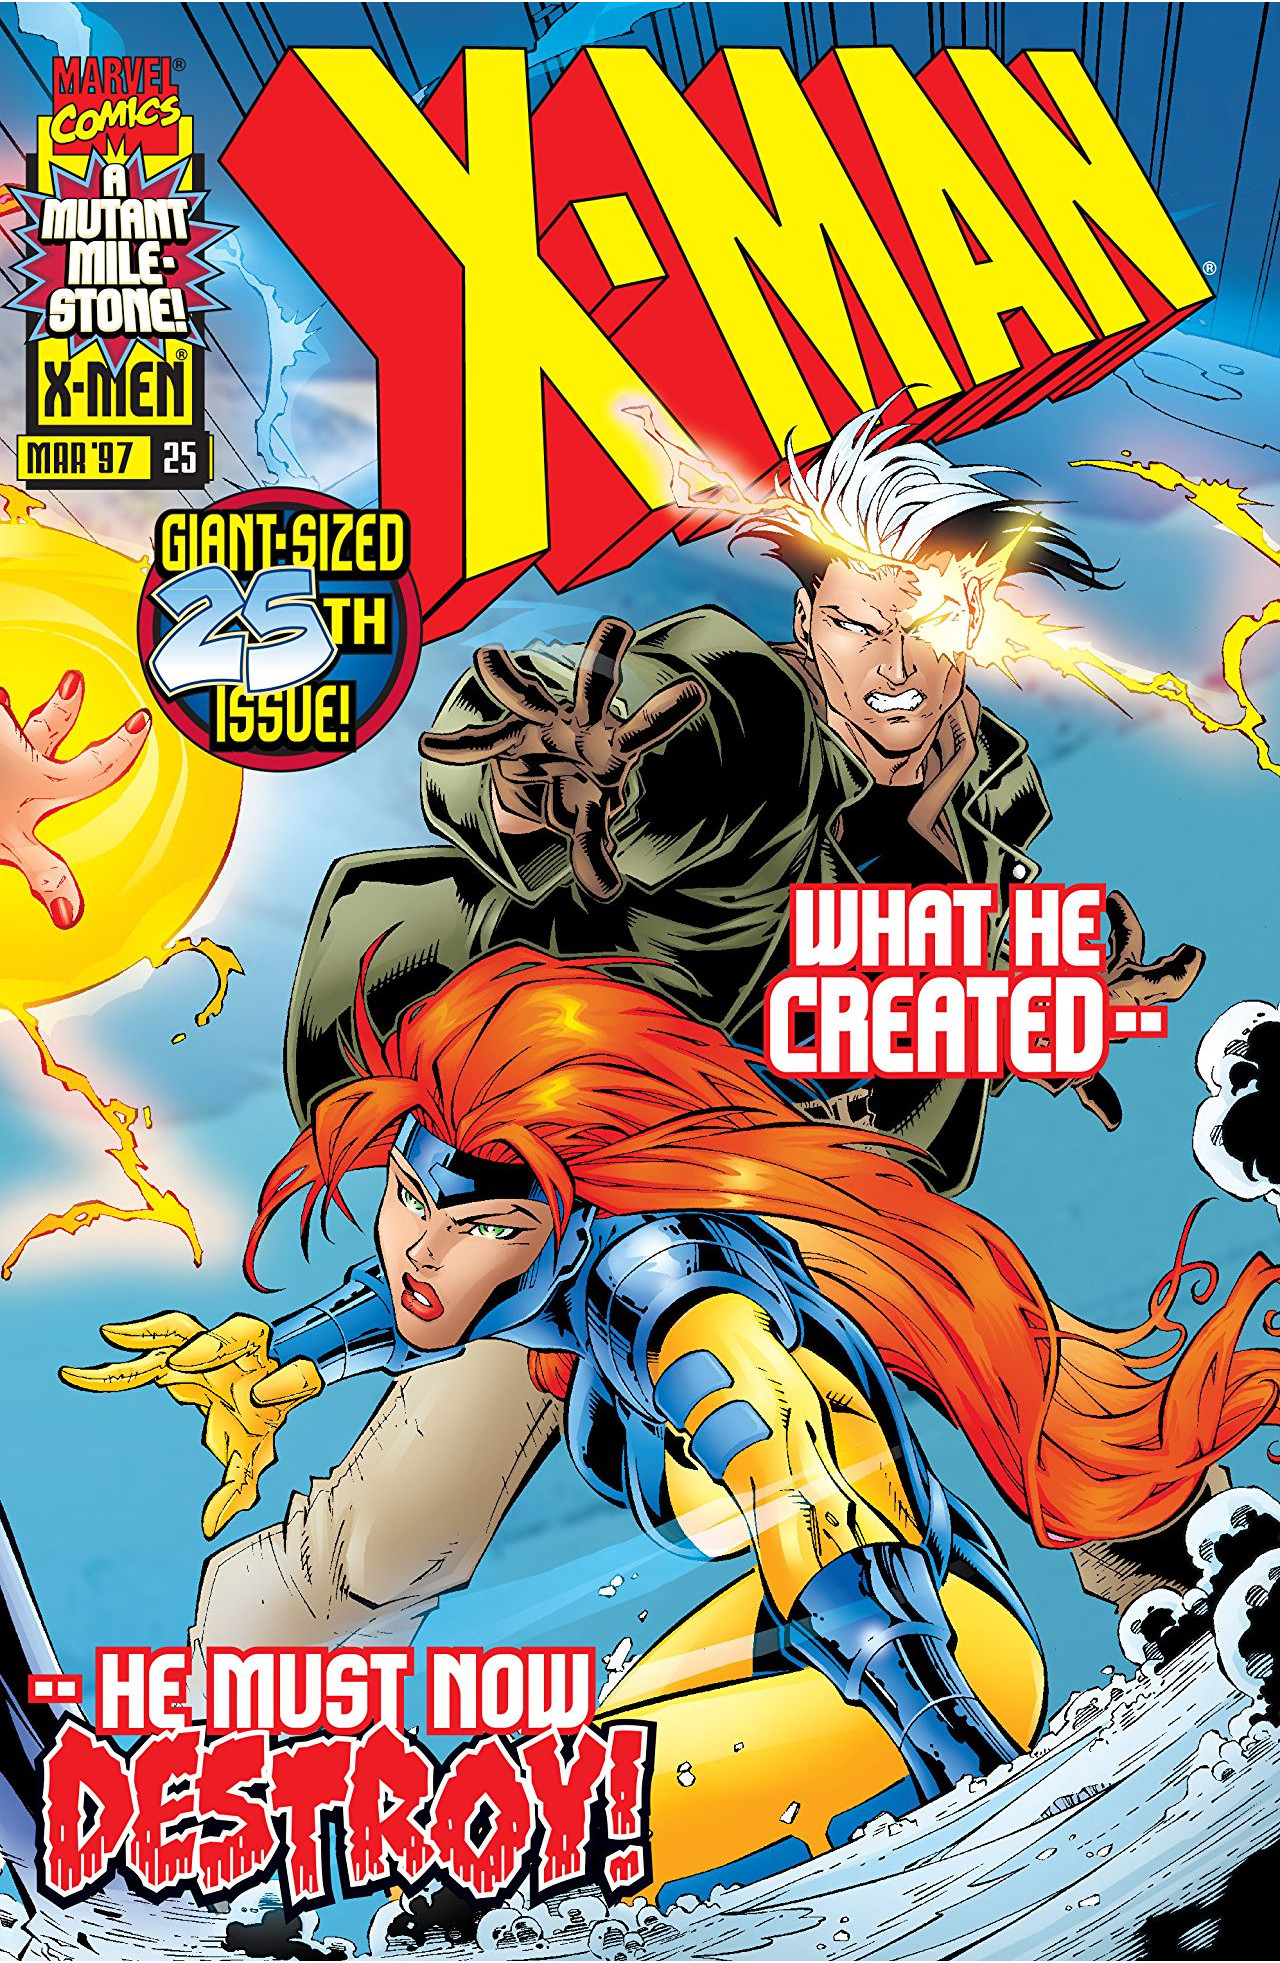 MARVEL®
COMICS
A
MUTANT
MILE-
STONE!
X-MEN®
MAR '97 25
X-MAN®
GIANT-SIZED
25TH
ISSUE!
WHAT HE
CREATED--
-- HE MUST NOW
DESTROY!